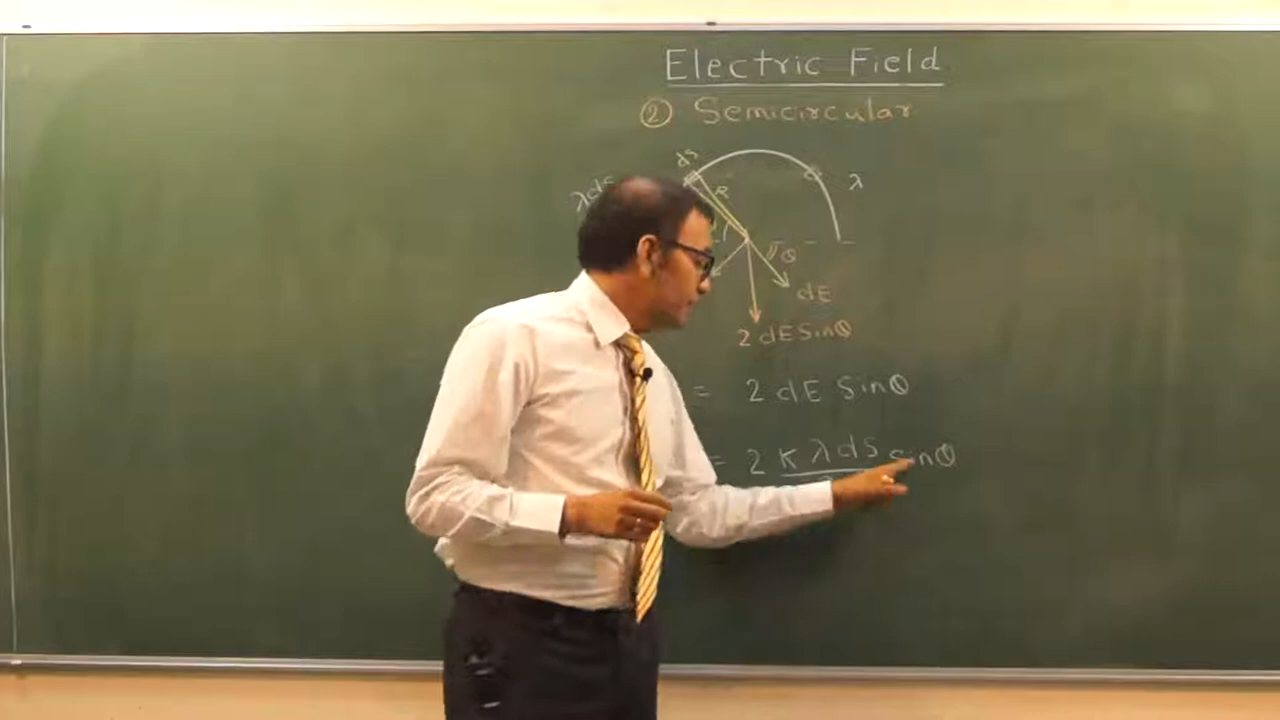 Electric Field
② Semicircular
ds
λds
R
λ
θ
dE
2 dE Sinθ
= 2 dE Sinθ
= 2 K λ ds sinθ